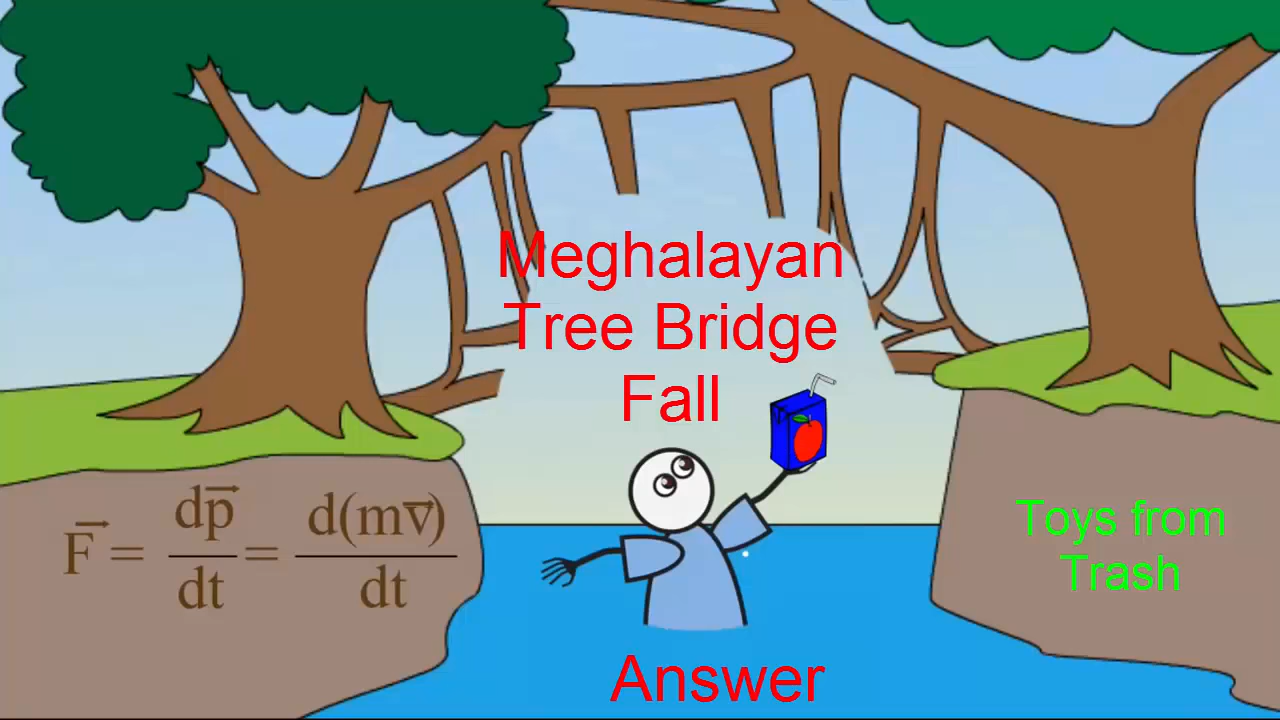 Meghalayan
Tree Bridge
Fall
F⃗ = dp⃗/dt = d(mv⃗)/dt
Toys from
Trash
Answer